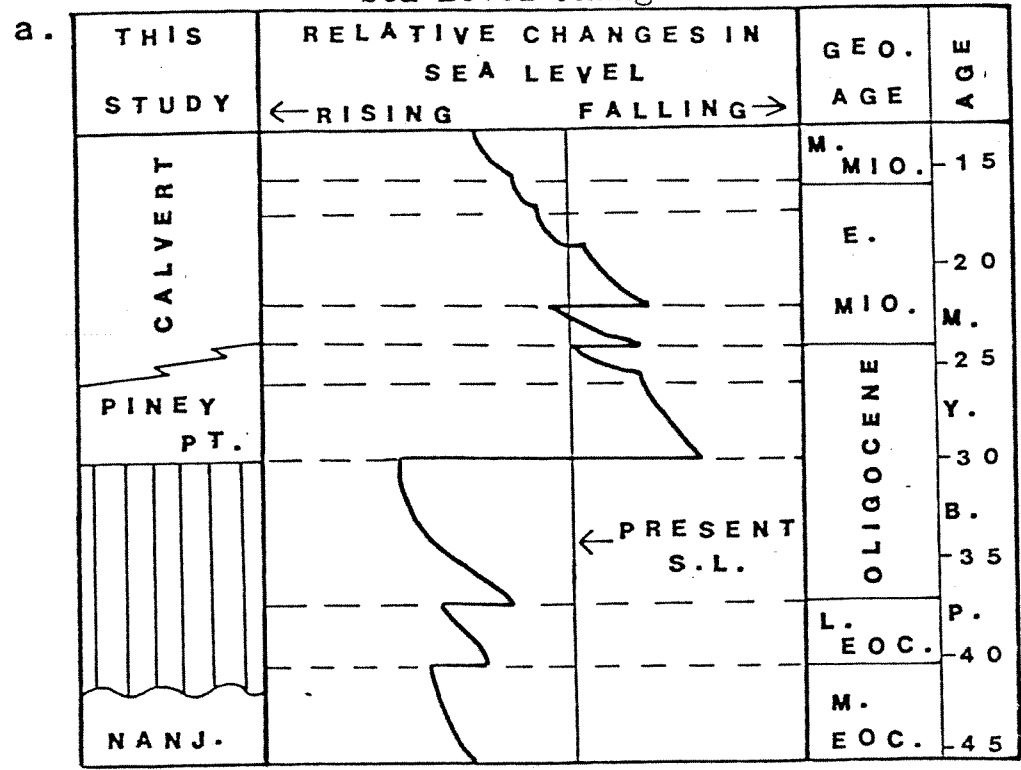 a.
THIS
STUDY
RELATIVE CHANGES IN
SEA LEVEL
←RISING FALLING→
GEO.
AGE
AGE
CALVERT
PINEY
PT.
NANJ.
←PRESENT
S.L.
M.
MIO.
E.
MIO.
OLIGOCENE
L.
EOC.
M.
EOC.
-15
-20
M.
-25
Y.
-30
B.
-35
P.
-40
-45